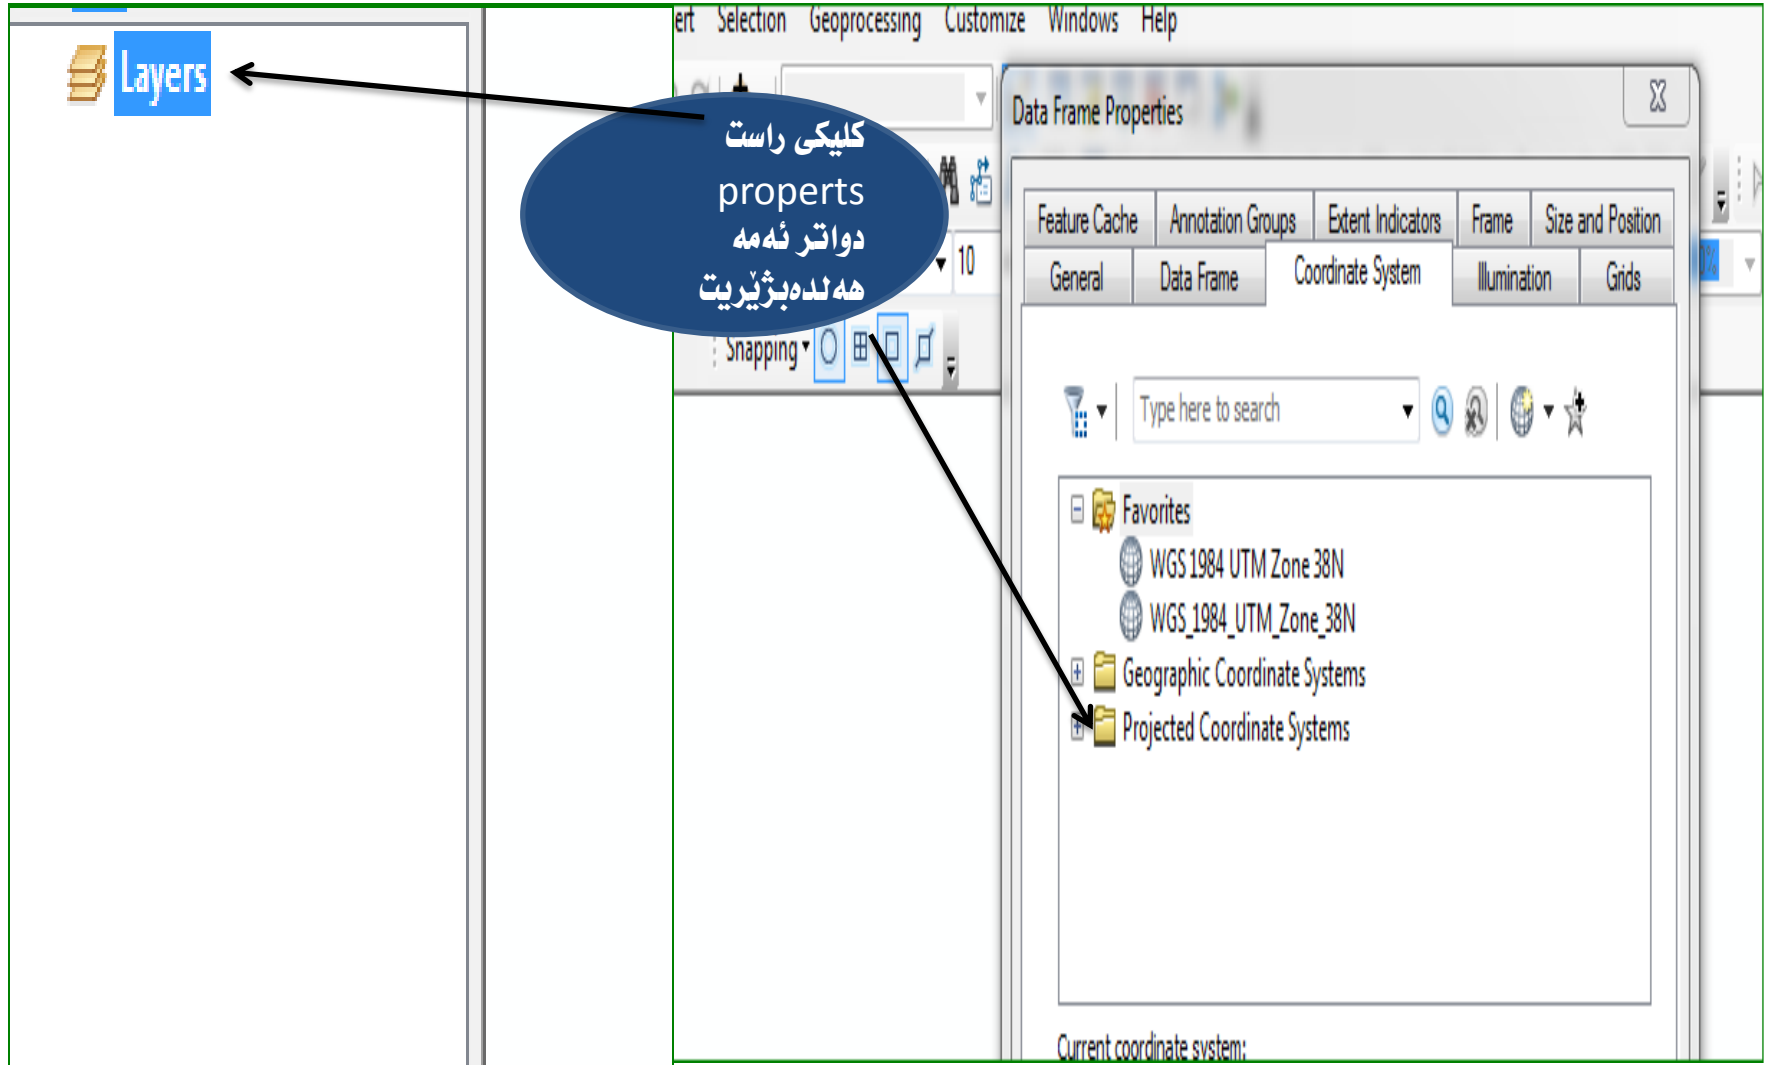 Layers
کلیکی راست
properts
دواتر ئەمە
هەلدەبژێریت
ert Selection Geoprocessing Customize Windows Help
10
Snapping
Data Frame Properties
Feature Cache Annotation Groups Extent Indicators Frame Size and Position
General Data Frame Coordinate System Illumination Grids
Type here to search
Favorites
WGS 1984 UTM Zone 38N
WGS_1984_UTM_Zone_38N
Geographic Coordinate Systems
Projected Coordinate Systems
Current coordinate system: